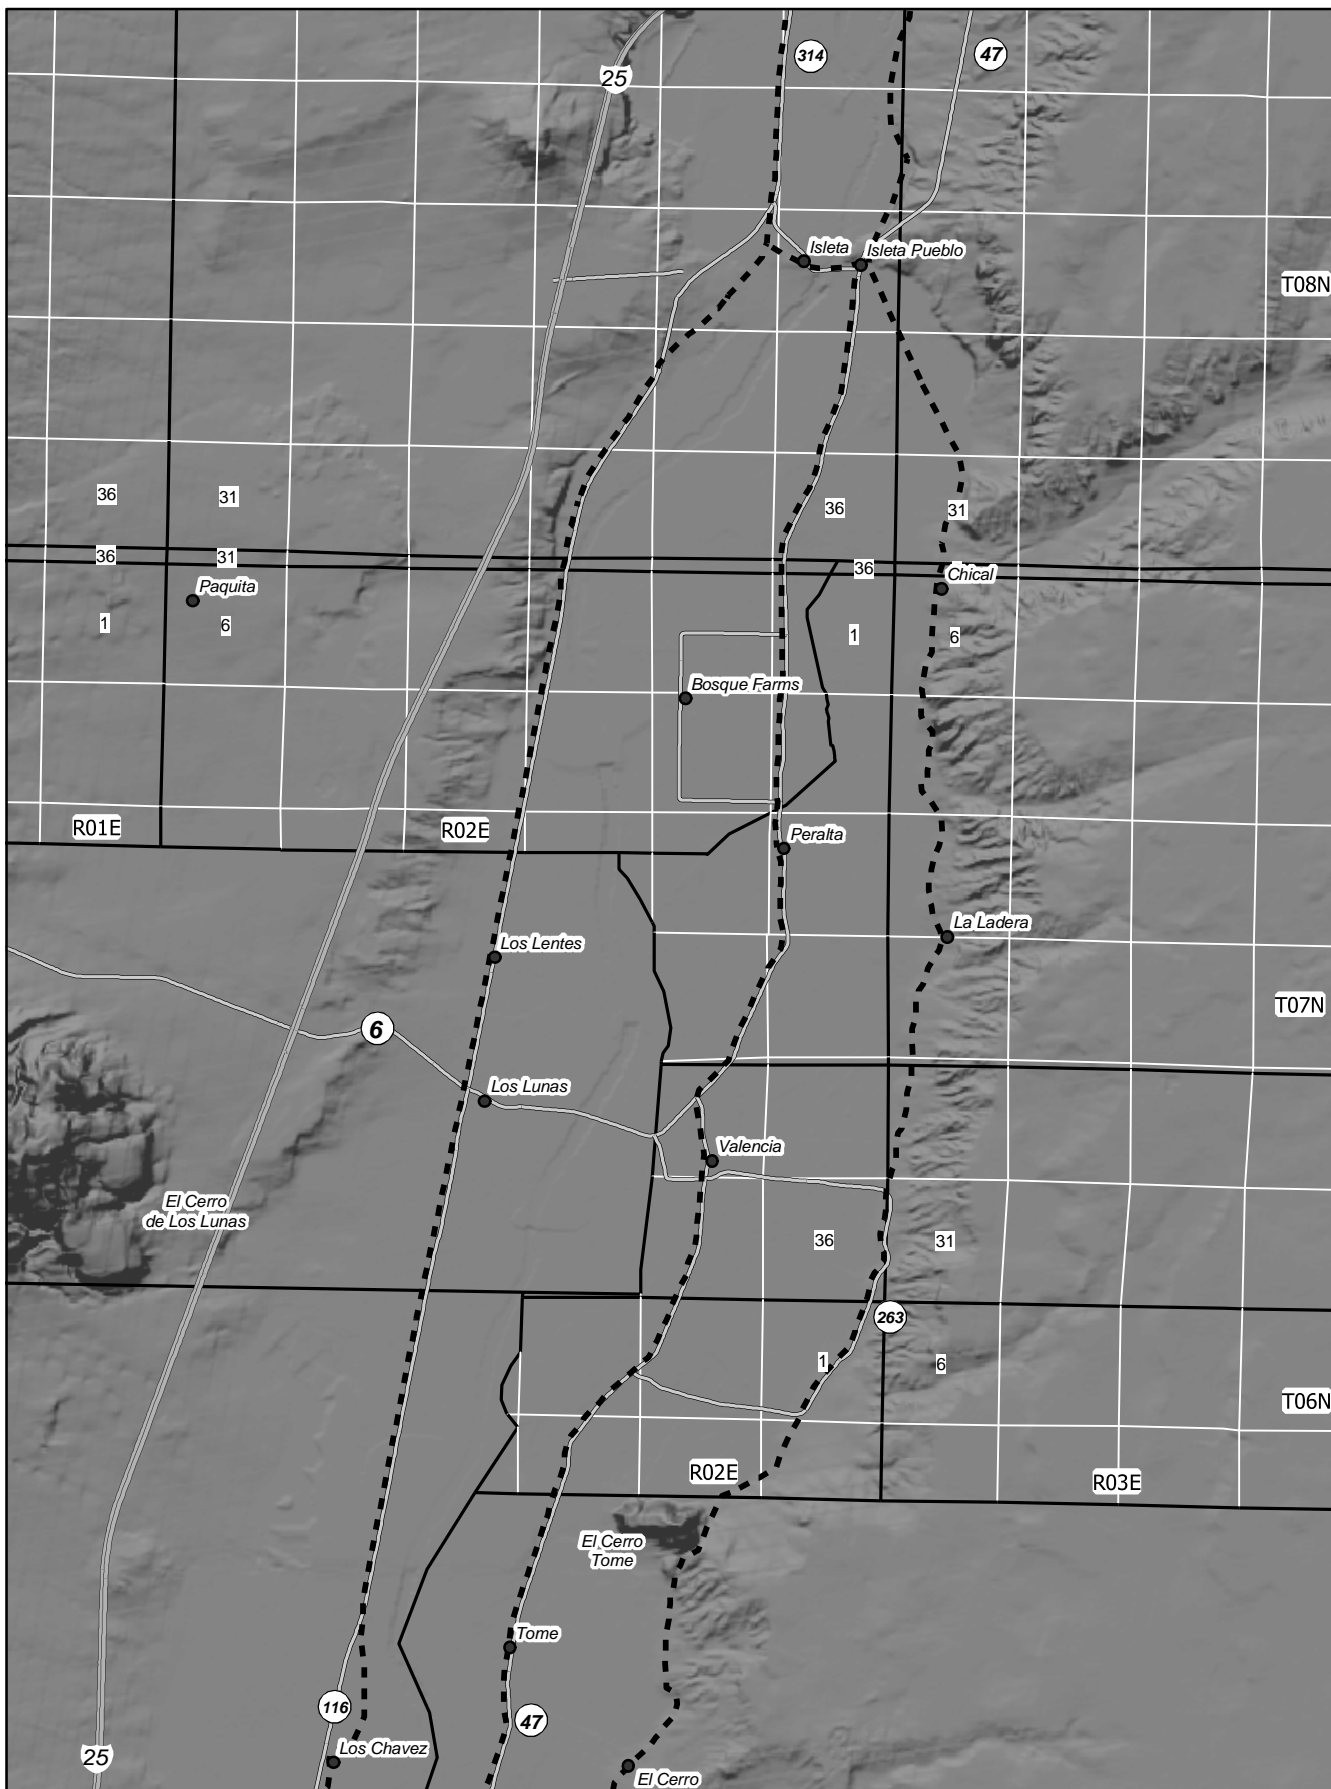 314
47
25
Isleta
Isleta Pueblo
T08N
36
31
36
31
36
31
36
Chical
Paquita
1
6
1
6
Bosque Farms
R01E
R02E
Peralta
La Ladera
Los Lentes
T07N
6
Los Lunas
Valencia
El Cerro
de Los Lunas
36
31
263
1
6
T06N
R02E
R03E
El Cerro
Tome
Tome
116
47
25
Los Chavez
El Cerro